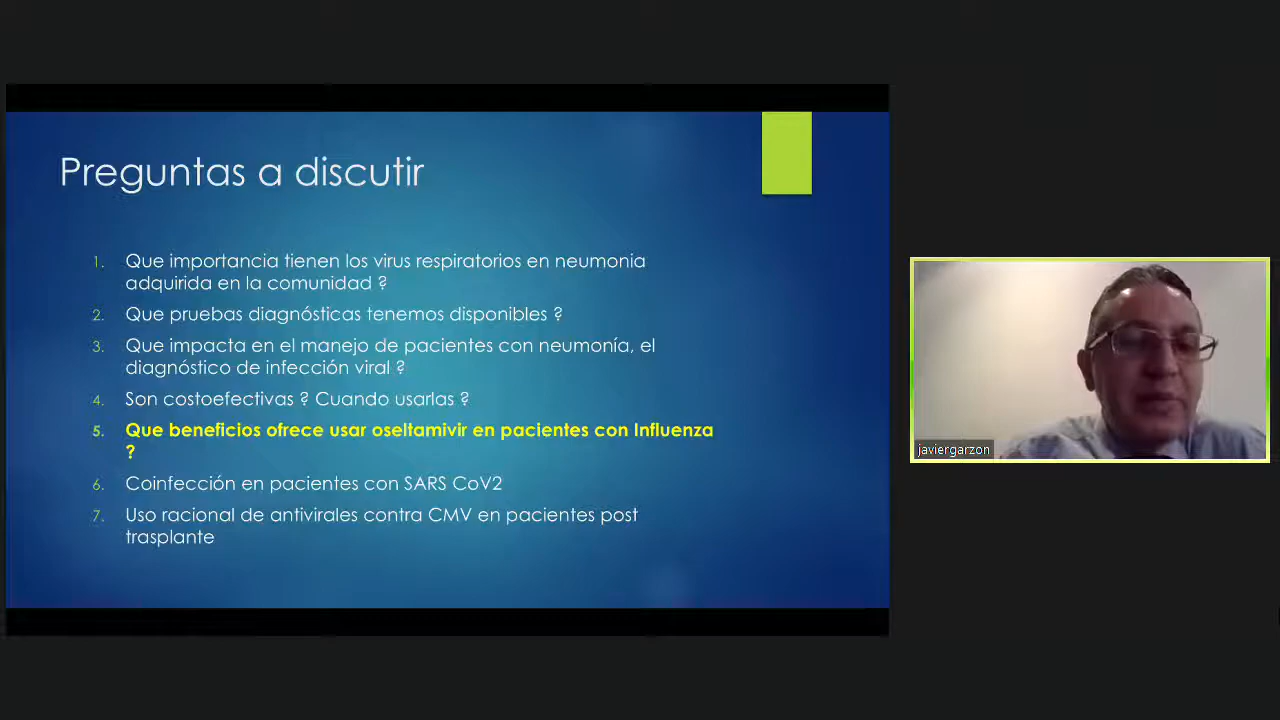 Preguntas a discutir
1. Que importancia tienen los virus respiratorios en neumonia
adquirida en la comunidad ?
2. Que pruebas diagnósticas tenemos disponibles ?
3. Que impacta en el manejo de pacientes con neumonía, el
diagnóstico de infección viral ?
4. Son costoefectivas ? Cuando usarlas ?
5. Que beneficios ofrece usar oseltamivir en pacientes con Influenza
?
6. Coinfección en pacientes con SARS CoV2
7. Uso racional de antivirales contra CMV en pacientes post
trasplante
javiergarzon